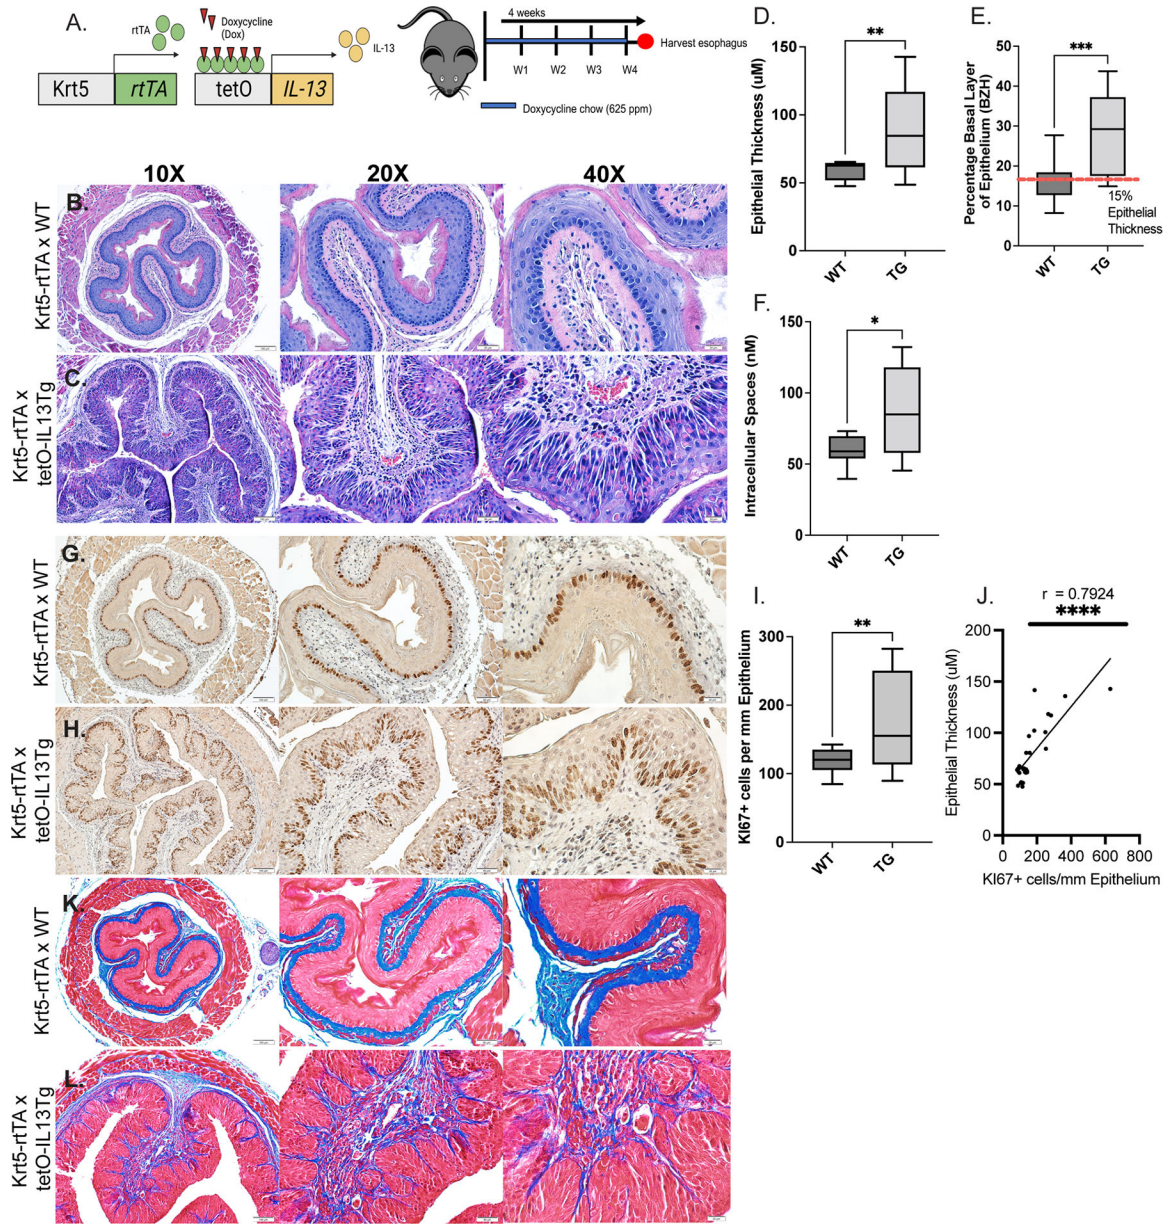 A.
rtTA
Doxycycline
(Dox)
IL-13
Krt5
rtTA
tetO
IL-13
4 weeks
W1
W2
W3
W4
Harvest esophagus
Doxycycline chow (625 ppm)
10X
20X
40X
B.
Krt5-rtTA x WT
C.
Krt5-rtTA x
tetO-IL13Tg
D.
Epithelial Thickness (uM)
150
100
50
0
**
WT
TG
E.
Percentage Basal Layer
of Epithelium (BZH)
50
40
30
20
10
0
***
15%
Epithelial
Thickness
WT
TG
F.
Intracellular Spaces (nM)
150
100
50
0
*
WT
TG
G.
Krt5-rtTA x WT
H.
Krt5-rtTA x
tetO-IL13Tg
I.
KI67+ cells per mm Epithelium
300
200
100
0
**
WT
TG
J.
r = 0.7924
****
Epithelial Thickness (uM)
200
150
100
50
0
0
200
400
600
800
KI67+ cells/mm Epithelium
K.
Krt5-rtTA x WT
L.
Krt5-rtTA x
tetO-IL13Tg